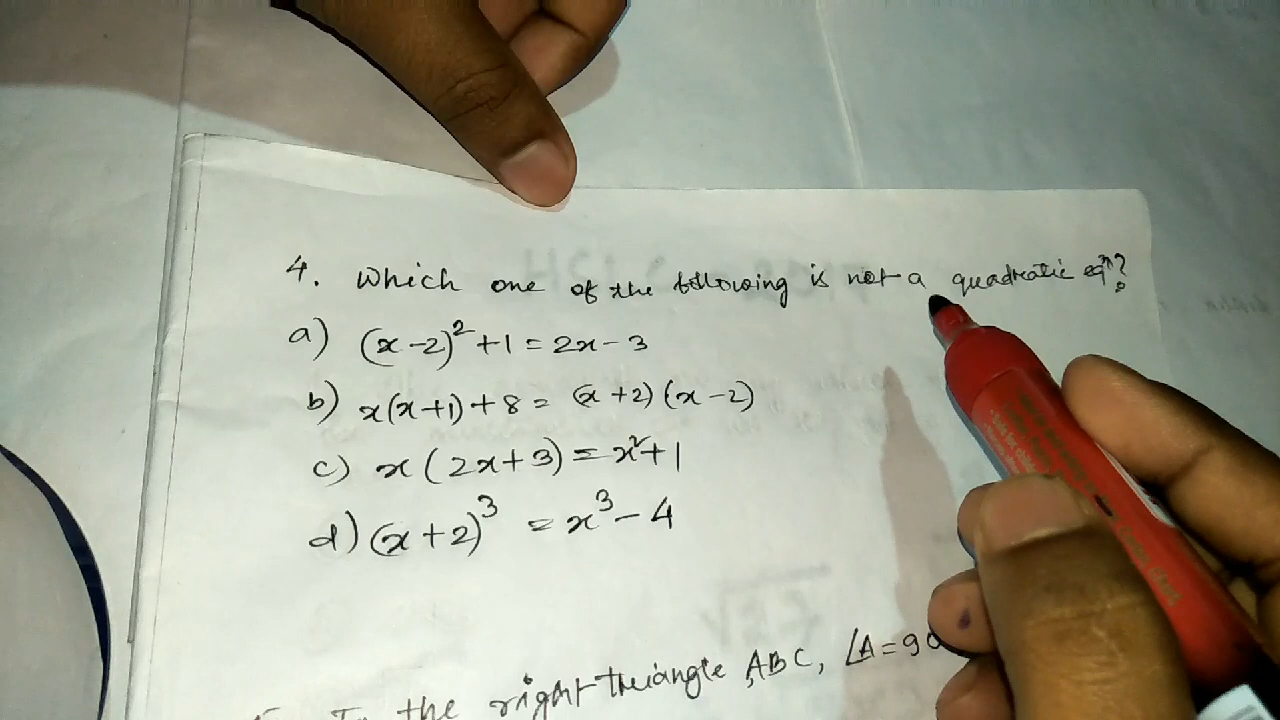 4. Which one of the following is not a quadratic eqⁿ?
a) (x-2)²+1=2x-3
b) x(x+1)+8= (x+2)(x-2)
c) x(2x+3)=x²+1
d) (x+2)³ = x³-4
In the right triangle ABC, ∠A=90